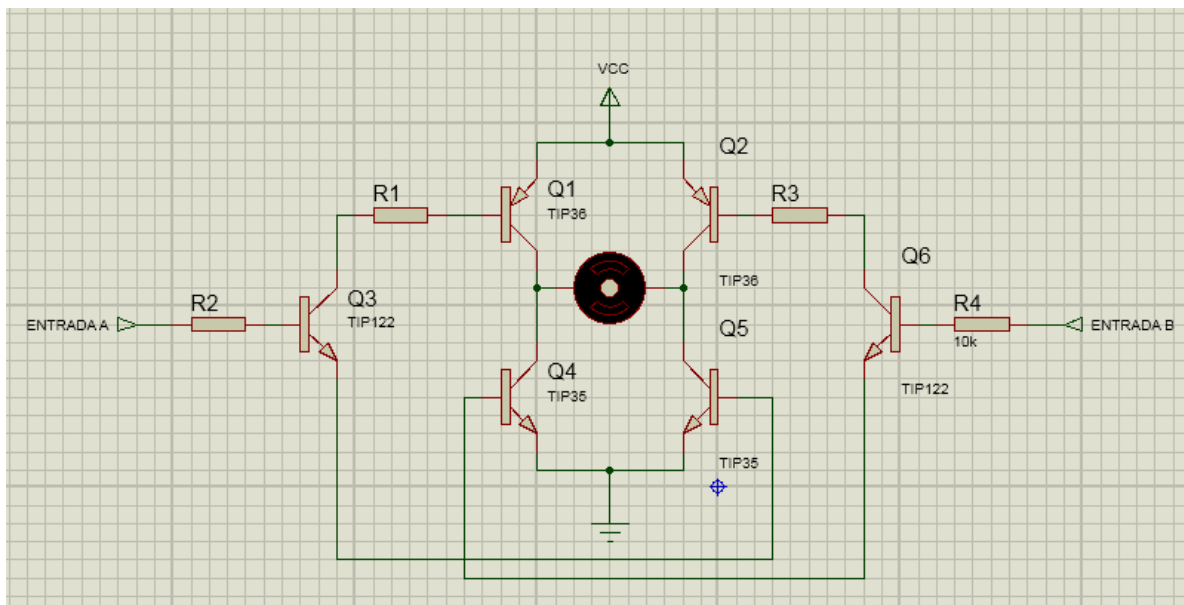 VCC
Q2
R1
Q1
R3
TIP36
Q6
TIP36
R2
Q3
Q5
R4
ENTRADA A
TIP122
ENTRADA B
10k
Q4
TIP35
TIP122
TIP35